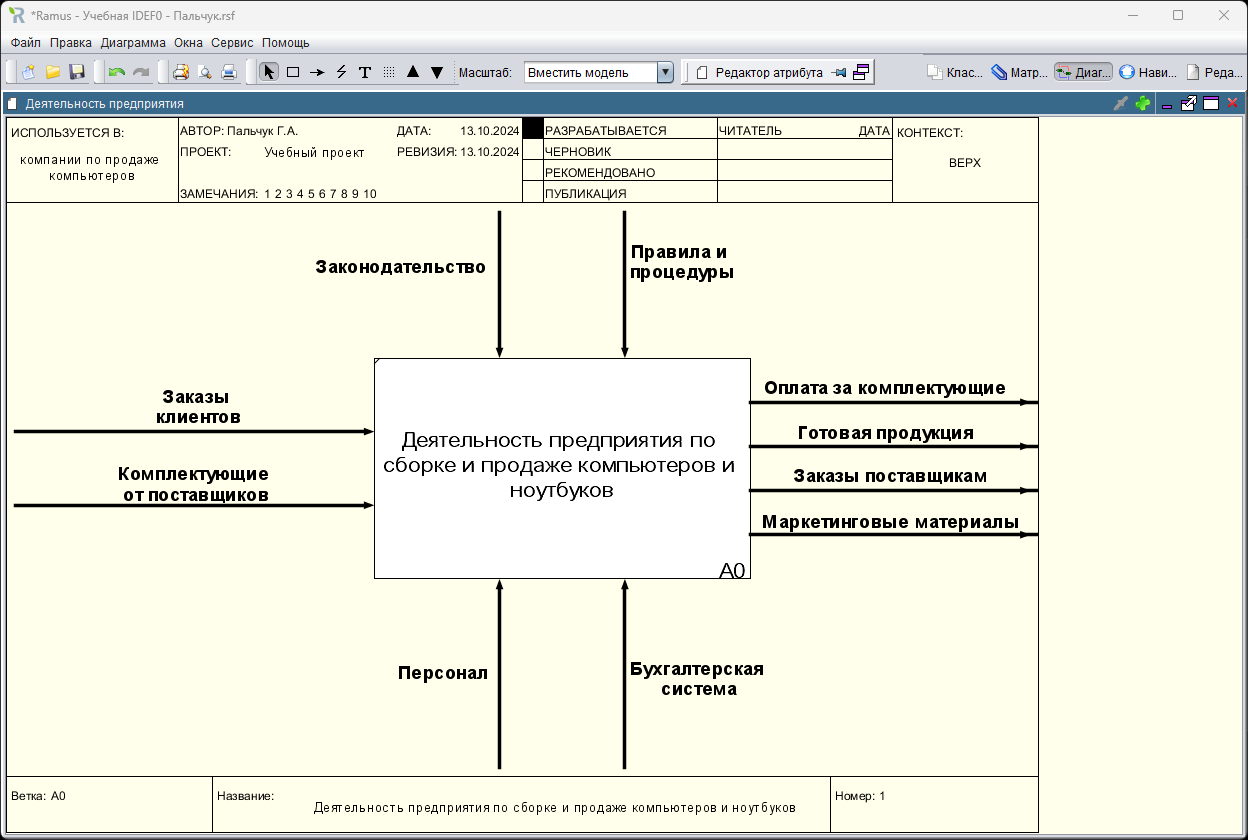 *Ramus - Учебная IDEF0 - Пальчук.rsf
Файл Правка Диаграмма Окна Сервис Помощь
T Масштаб: Вместить модель Редактор атрибута Клас... Матр... Диаг... Нави... Реда...
Деятельность предприятия
ИСПОЛЬЗУЕТСЯ В:
компании по продаже
компьютеров
АВТОР: Пальчук Г.А. ДАТА: 13.10.2024
ПРОЕКТ: Учебный проект РЕВИЗИЯ: 13.10.2024
ЗАМЕЧАНИЯ: 1 2 3 4 5 6 7 8 9 10
РАЗРАБАТЫВАЕТСЯ
ЧЕРНОВИК
РЕКОМЕНДОВАНО
ПУБЛИКАЦИЯ
ЧИТАТЕЛЬ ДАТА
КОНТЕКСТ:
ВЕРХ
Законодательство
Правила и
процедуры
Заказы
клиентов
Комплектующие
от поставщиков
Деятельность предприятия по
сборке и продаже компьютеров и
ноутбуков
A0
Оплата за комплектующие
Готовая продукция
Заказы поставщикам
Маркетинговые материалы
Персонал
Бухгалтерская
система
Ветка: A0
Название:
Деятельность предприятия по сборке и продаже компьютеров и ноутбуков
Номер: 1